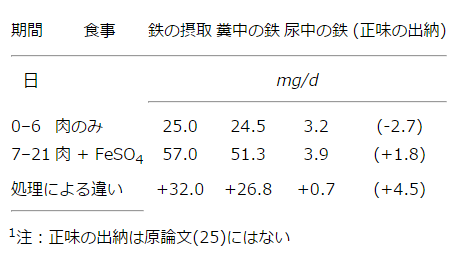 期間 食事 鉄の摂取 糞中の鉄 尿中の鉄 (正味の出納)
日 mg/d
0–6 肉のみ 25.0 24.5 3.2 (-2.7)
7–21 肉 + FeSO4 57.0 51.3 3.9 (+1.8)
処理による違い +32.0 +26.8 +0.7 (+4.5)
1注：正味の出納は原論文(25)にはない